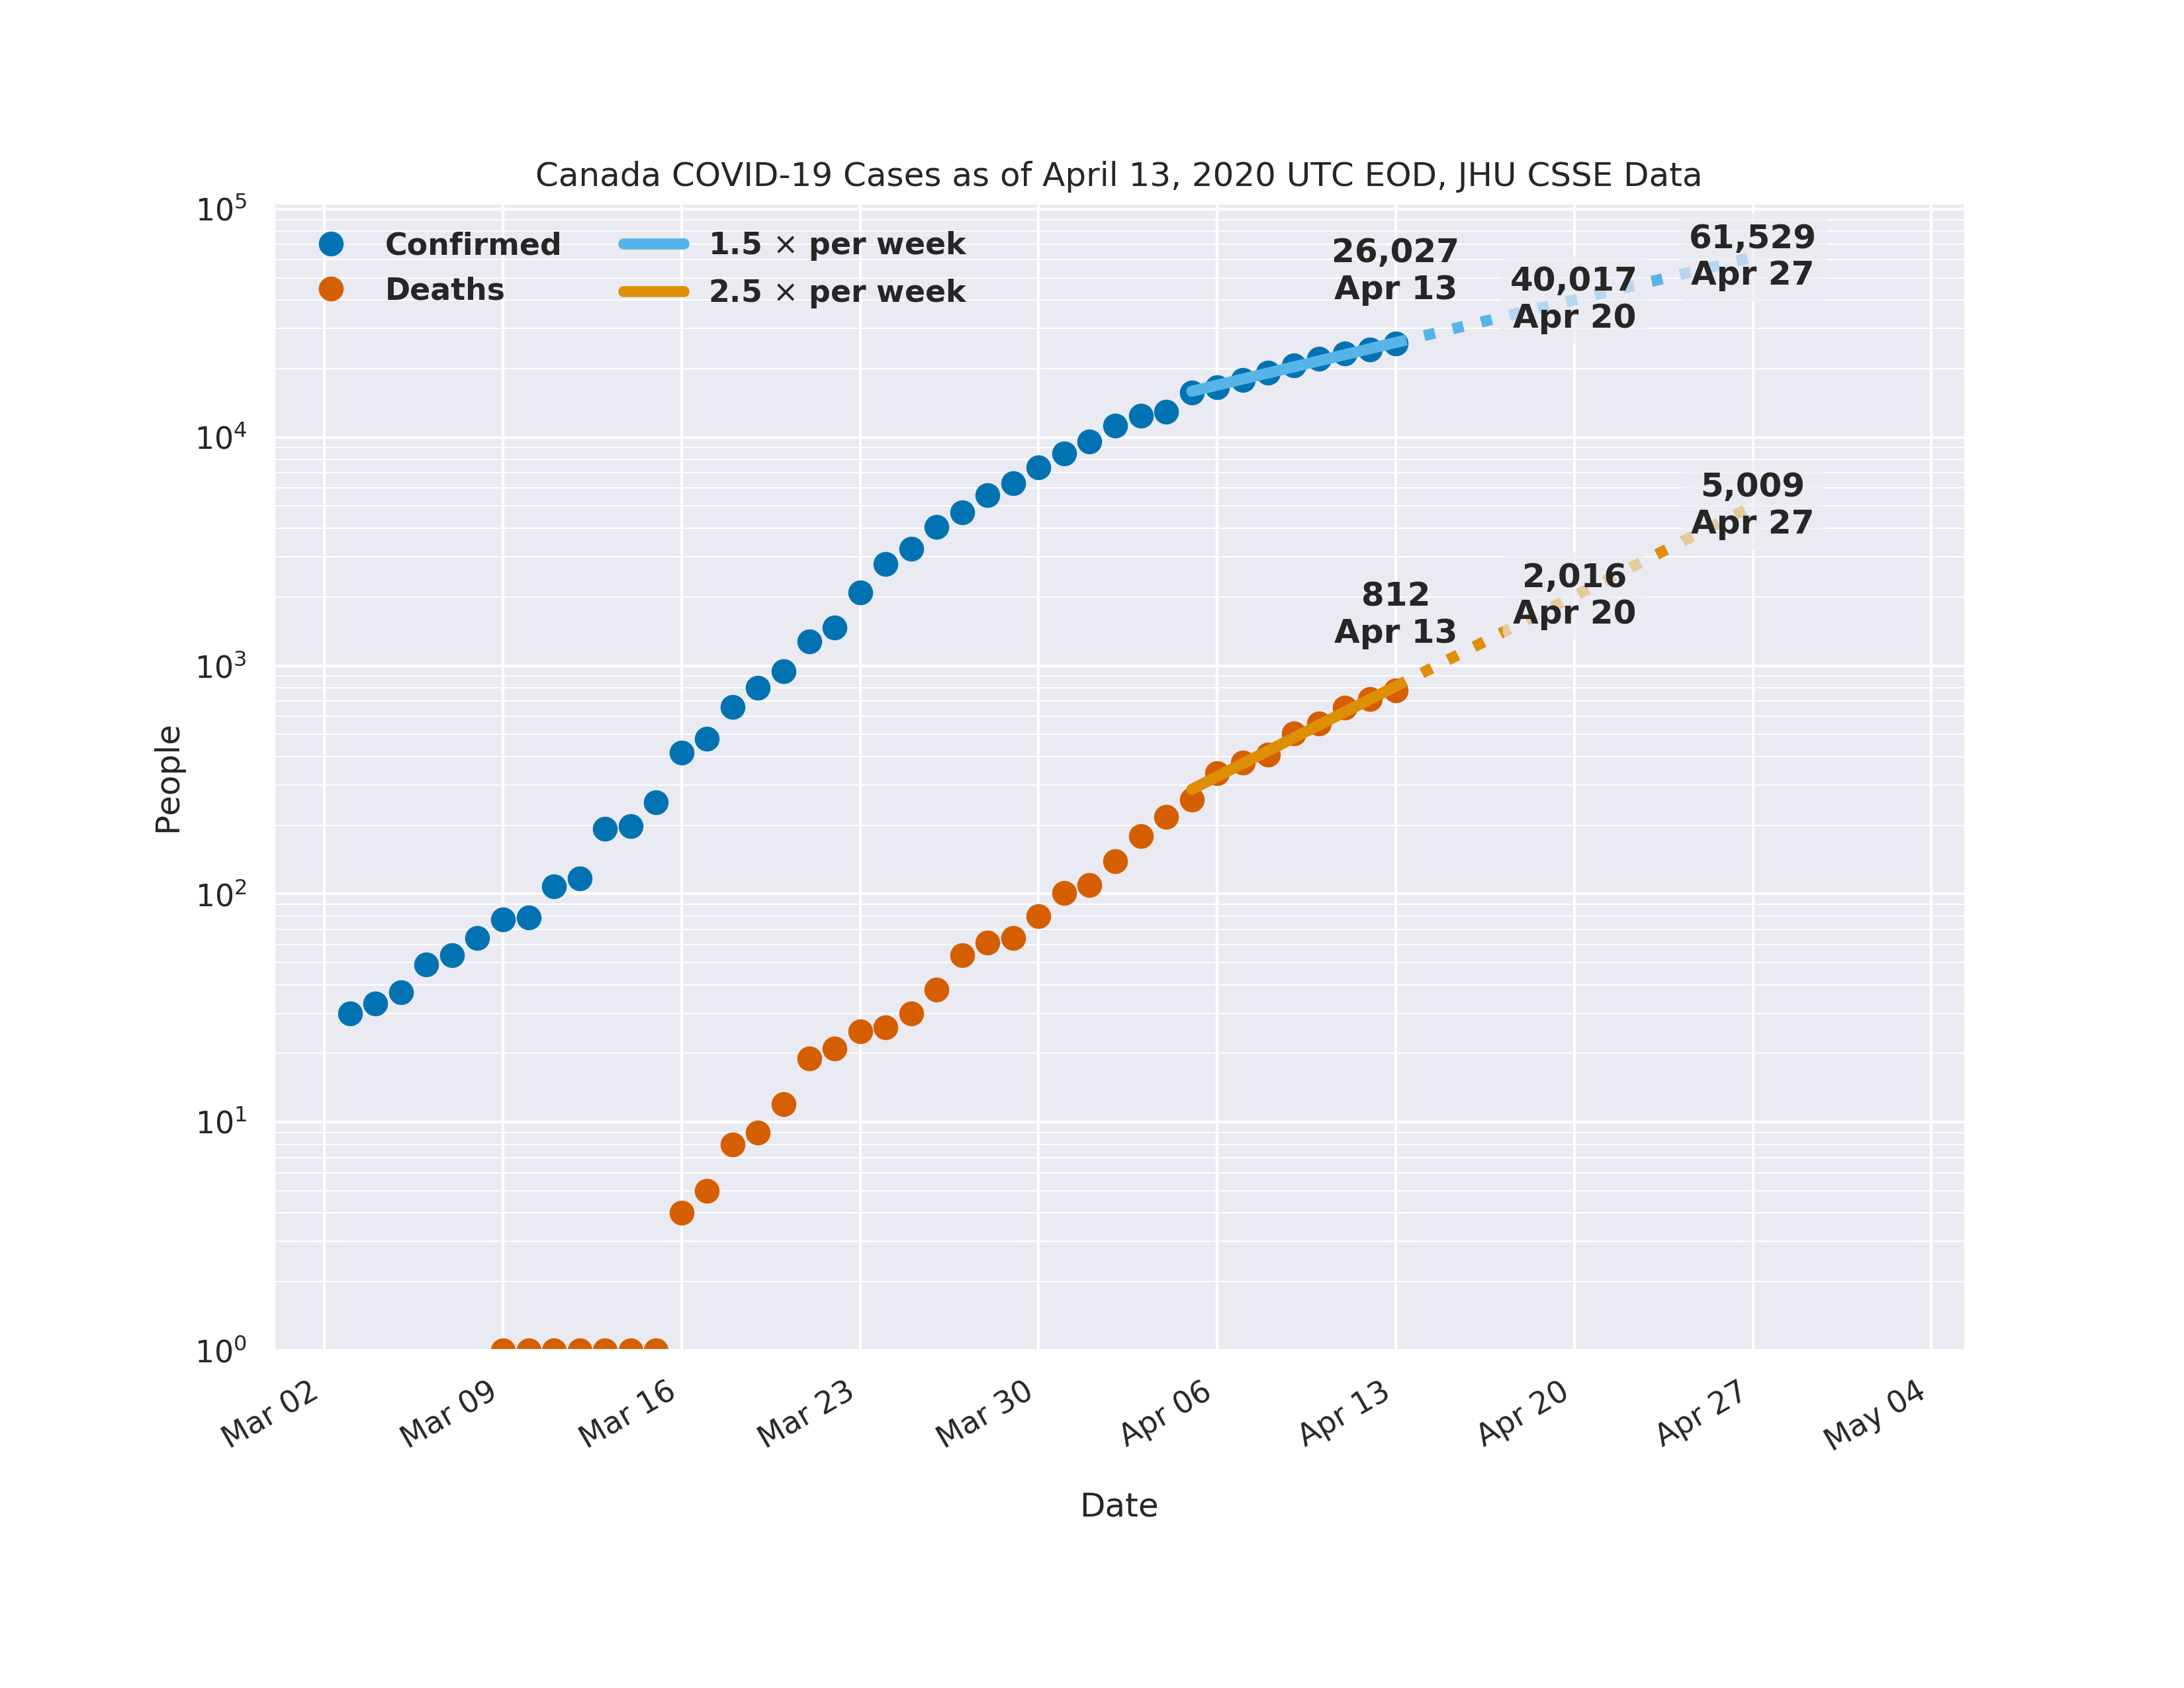 Canada COVID-19 Cases as of April 13, 2020 UTC EOD, JHU CSSE Data
Confirmed
Deaths
1.5 × per week
2.5 × per week
26,027
Apr 13
40,017
Apr 20
61,529
Apr 27
812
Apr 13
2,016
Apr 20
5,009
Apr 27
10⁵
10⁴
10³
10²
10¹
10⁰
People
Mar 02
Mar 09
Mar 16
Mar 23
Mar 30
Apr 06
Apr 13
Apr 20
Apr 27
May 04
Date